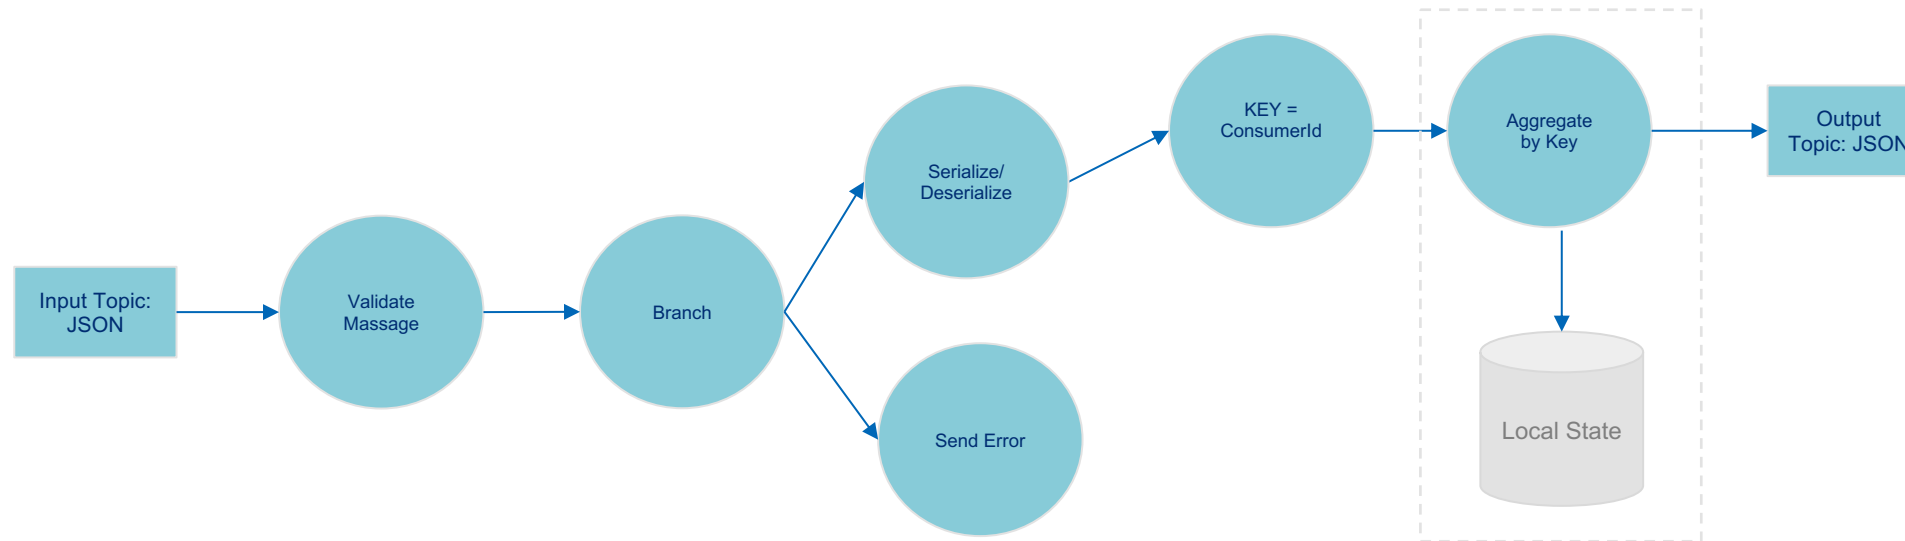 Input Topic:
JSON
Validate
Massage
Branch
Serialize/
Deserialize
Send Error
KEY =
ConsumerId
Aggregate
by Key
Local State
Output
Topic: JSON